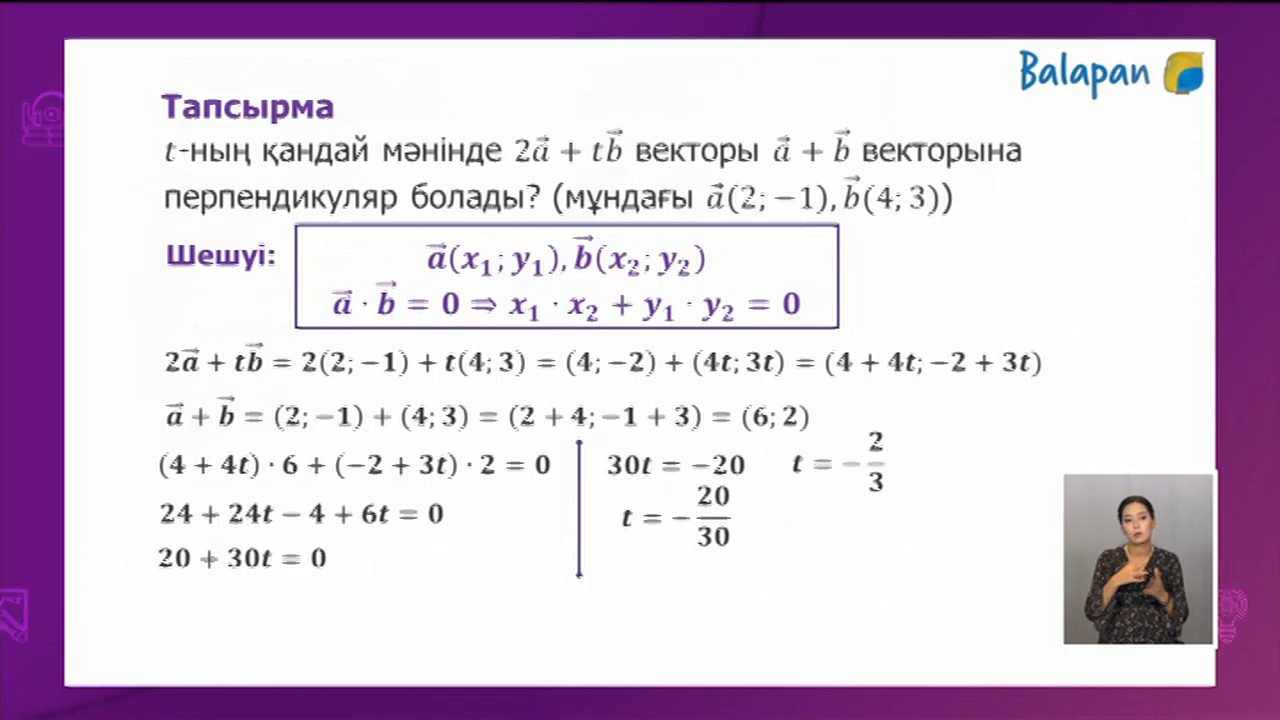 Balapan
Тапсырма
t-ның қандай мәнінде 2a⃗ + tb⃗ векторы a⃗ + b⃗ векторына
перпендикуляр болады? (мұндағы a⃗(2; −1), b⃗(4; 3))
Шешуі:
a⃗(x₁; y₁), b⃗(x₂; y₂)
a⃗ · b⃗ = 0 ⇒ x₁ · x₂ + y₁ · y₂ = 0
2a⃗ + tb⃗ = 2(2; −1) + t(4; 3) = (4; −2) + (4t; 3t) = (4 + 4t; −2 + 3t)
a⃗ + b⃗ = (2; −1) + (4; 3) = (2 + 4; −1 + 3) = (6; 2)
(4 + 4t) · 6 + (−2 + 3t) · 2 = 0
24 + 24t − 4 + 6t = 0
20 + 30t = 0
30t = −20
t = −20/30
t = −2/3